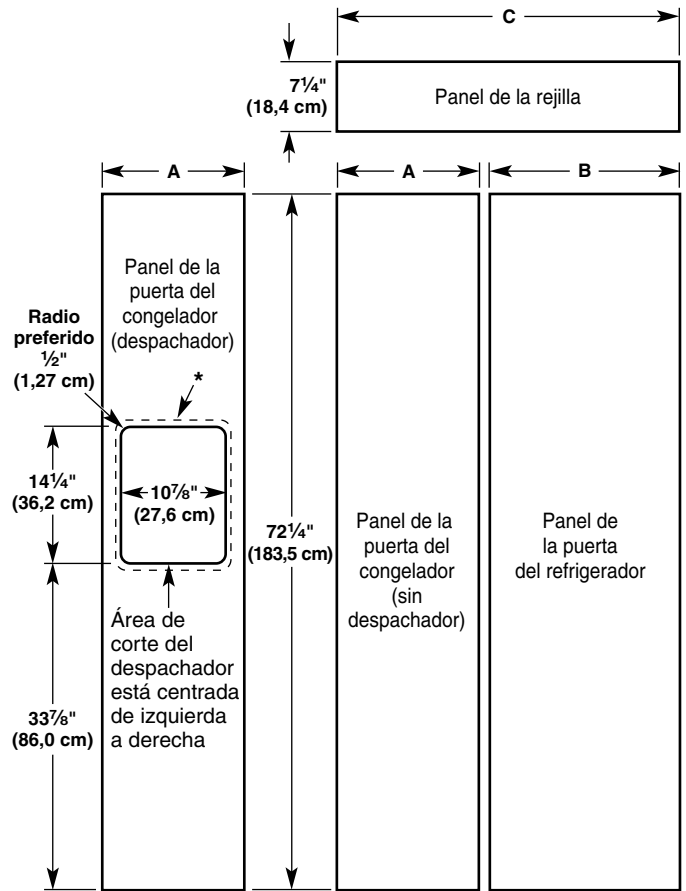 C
7¼"
(18,4 cm)
Panel de la rejilla
A
A
B
Panel de la
puerta del
congelador
(despachador)
Radio
preferido
½"
(1,27 cm)
*
14¼"
(36,2 cm)
10⅞"
(27,6 cm)
72¼"
(183,5 cm)
Panel de la
puerta del
congelador
(sin
despachador)
Panel de
la puerta
del refrigerador
Área de
corte del
despachador
está centrada
de izquierda
a derecha
33⅞"
(86,0 cm)